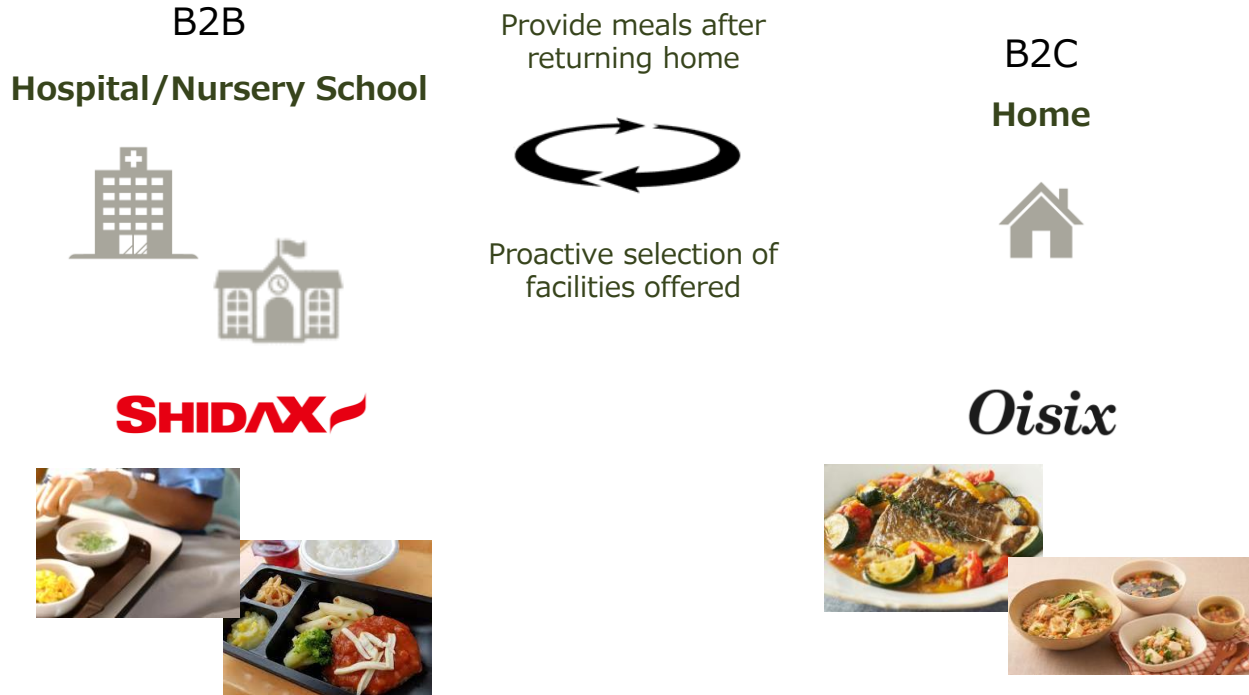 B2B
Hospital/Nursery School
Provide meals after
returning home
Proactive selection of
facilities offered
B2C
Home
SHIDAX
Oisix